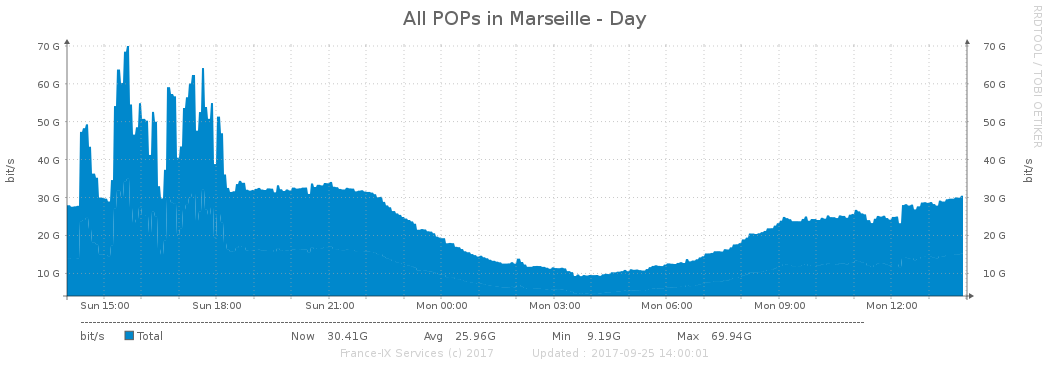 All POPs in Marseille - Day
RRDTOOL / TOBI OETIKER
bit/s
70 G
70 G
60 G
60 G
50 G
50 G
40 G
40 G
30 G
30 G
20 G
20 G
10 G
10 G
bit/s
Sun 15:00 Sun 18:00 Sun 21:00 Mon 00:00 Mon 03:00 Mon 06:00 Mon 09:00 Mon 12:00
bit/s Total Now 30.41G Avg 25.96G Min 9.19G Max 69.94G
France-IX Services (c) 2017 Updated : 2017-09-25 14:00:01